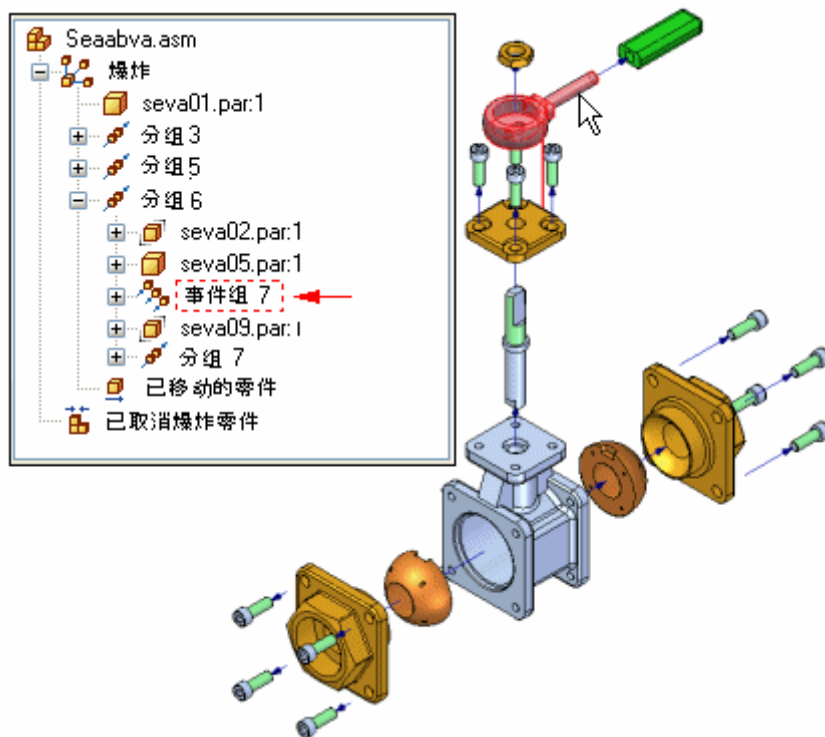 Seaabva.asm
爆炸
seva01.par:1
分组 3
分组 5
分组 6
seva02.par:1
seva05.par:1
事件组 7
seva09.par:1
分组 7
已移动的零件
已取消爆炸零件